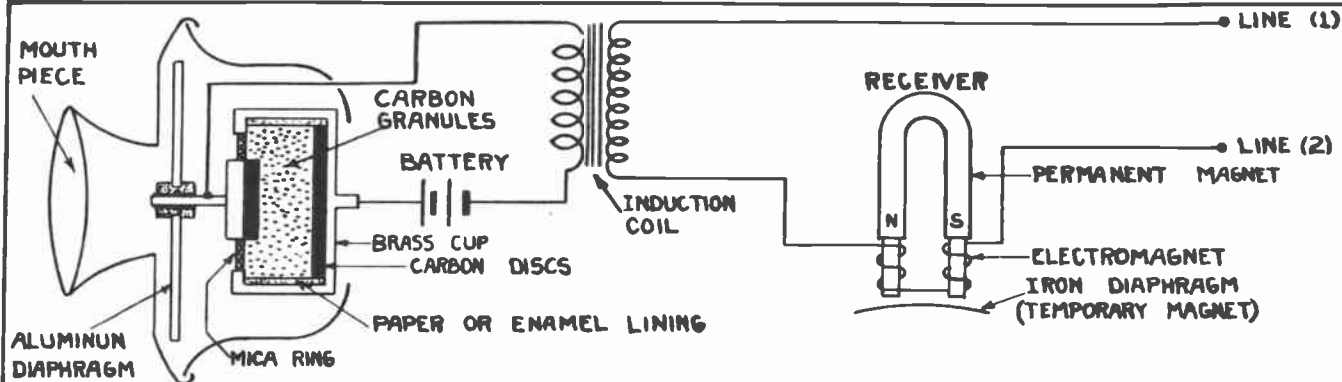 MOUTH
PIECE
CARBON
GRANULES
BATTERY
BRASS CUP
CARBON DISCS
PAPER OR ENAMEL LINING
ALUMINUN
DIAPHRAGM
MICA RING
INDUCTION
COIL
RECEIVER
LINE (1)
LINE (2)
PERMANENT MAGNET
N S
ELECTROMAGNET
IRON DIAPHRAGM
(TEMPORARY MAGNET)